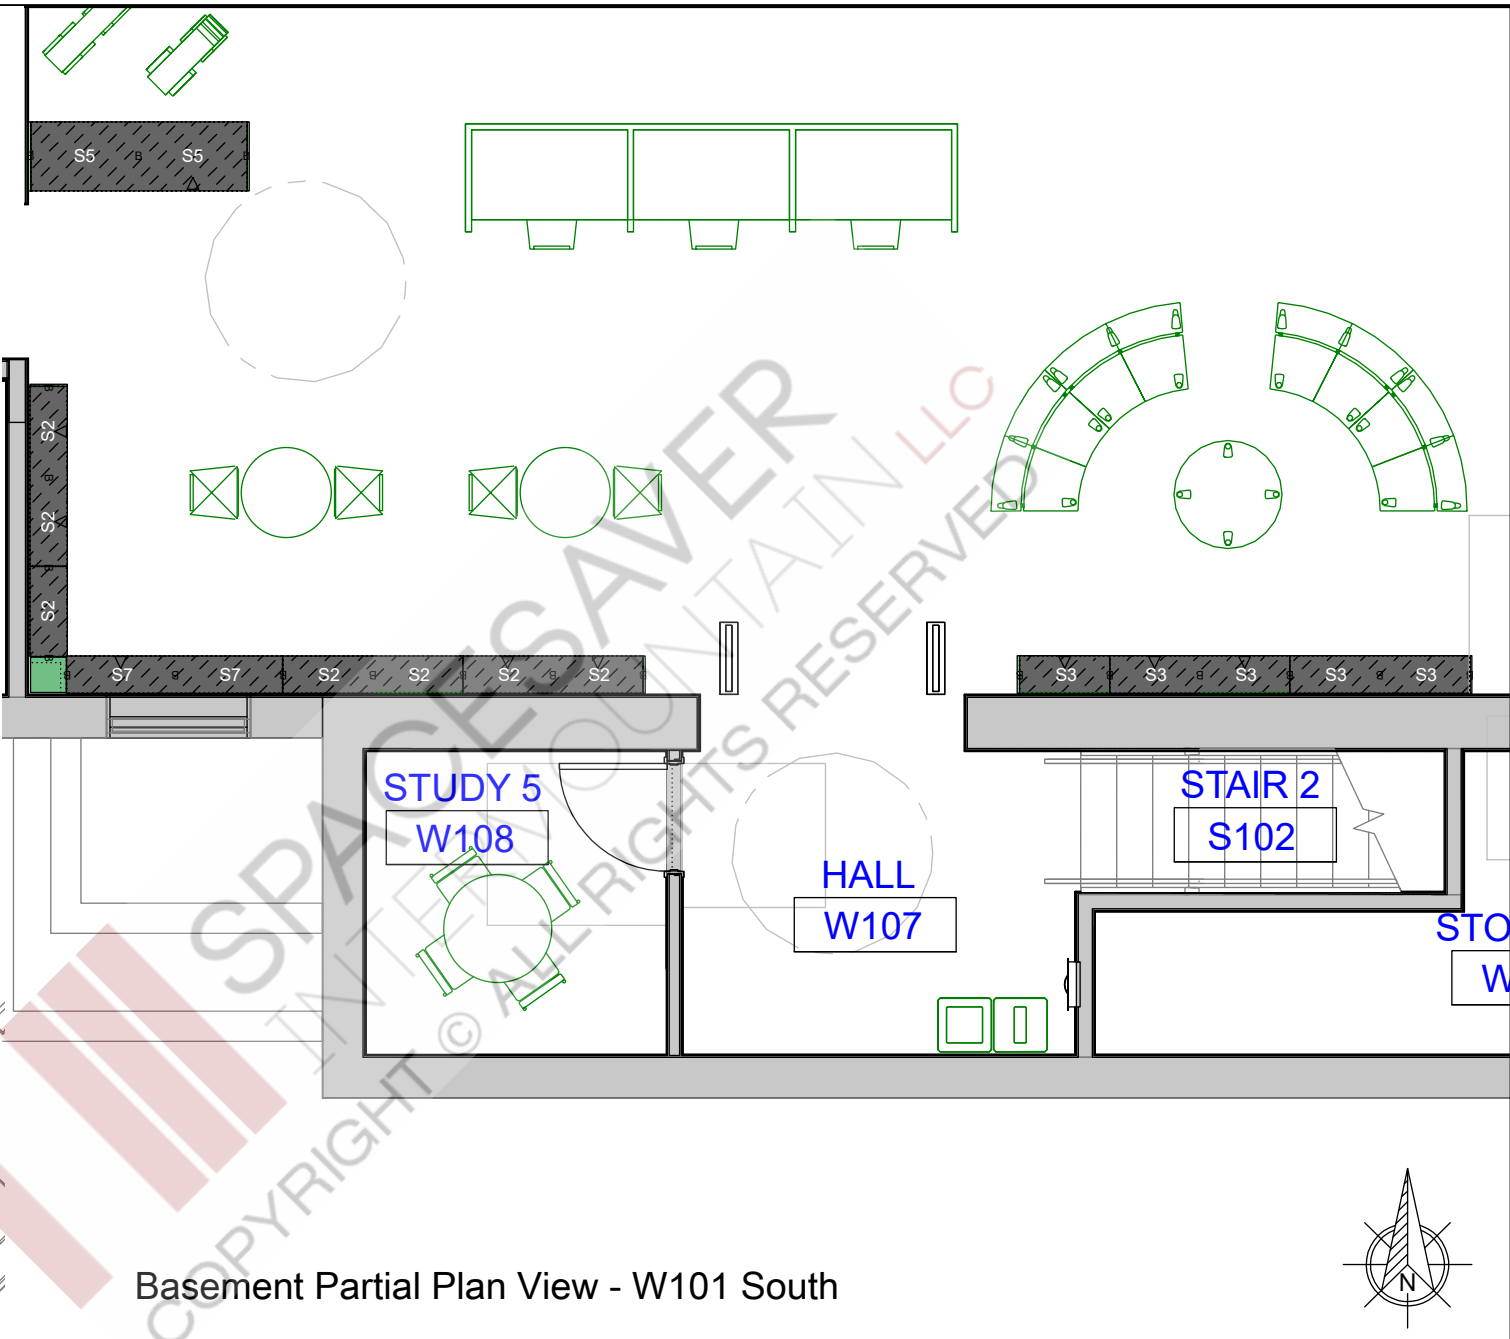 S5 S5
S2
S2
S2
S7 S7 S2 S2 S2 S2
S3 S3 S3 S3 S3
STUDY 5
W108
HALL
W107
STAIR 2
S102
STO
W
SPACESAVER
INTERMOUNTAIN LLC
COPYRIGHT © ALL RIGHTS RESERVED
Basement Partial Plan View - W101 South
N